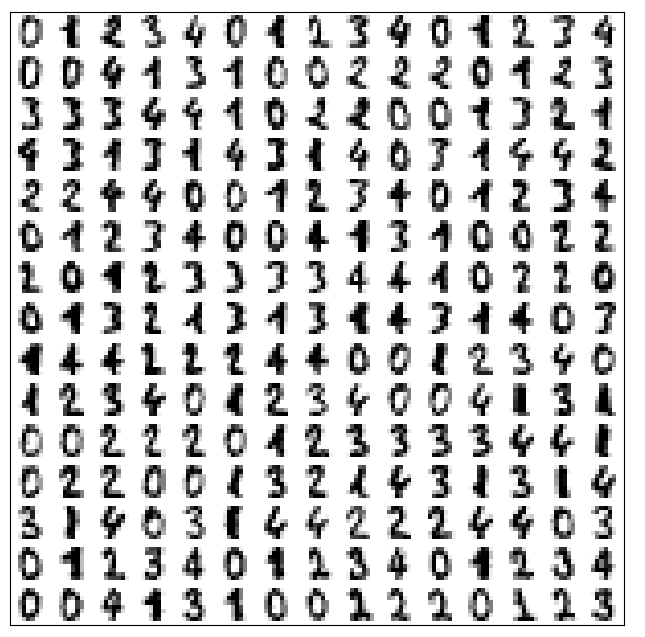 0 1 2 3 4 0 1 2 3 4 0 1 2 3 4
0 0 4 1 3 1 0 0 2 2 2 0 1 2 3
3 3 3 4 4 1 0 2 2 0 0 1 3 2 1
4 3 1 3 1 4 3 1 4 0 3 1 4 4 2
2 2 4 4 0 0 1 2 3 4 0 1 2 3 4
0 1 2 3 4 0 0 4 1 3 1 0 0 2 2
2 0 1 2 3 3 3 3 4 4 1 0 2 2 0
0 1 3 2 1 3 1 3 1 4 3 1 4 0 3
1 4 4 2 2 2 4 4 0 0 1 2 3 4 0
1 2 3 4 0 1 2 3 4 0 0 4 1 3 1
0 0 2 2 2 0 1 2 3 3 3 3 4 4 1
0 2 2 0 0 1 3 2 1 4 3 1 3 1 4
3 1 4 0 3 1 4 4 2 2 2 4 4 0 3
0 1 2 3 4 0 1 2 3 4 0 1 2 3 4
0 0 4 1 3 1 0 0 2 2 2 0 1 2 3